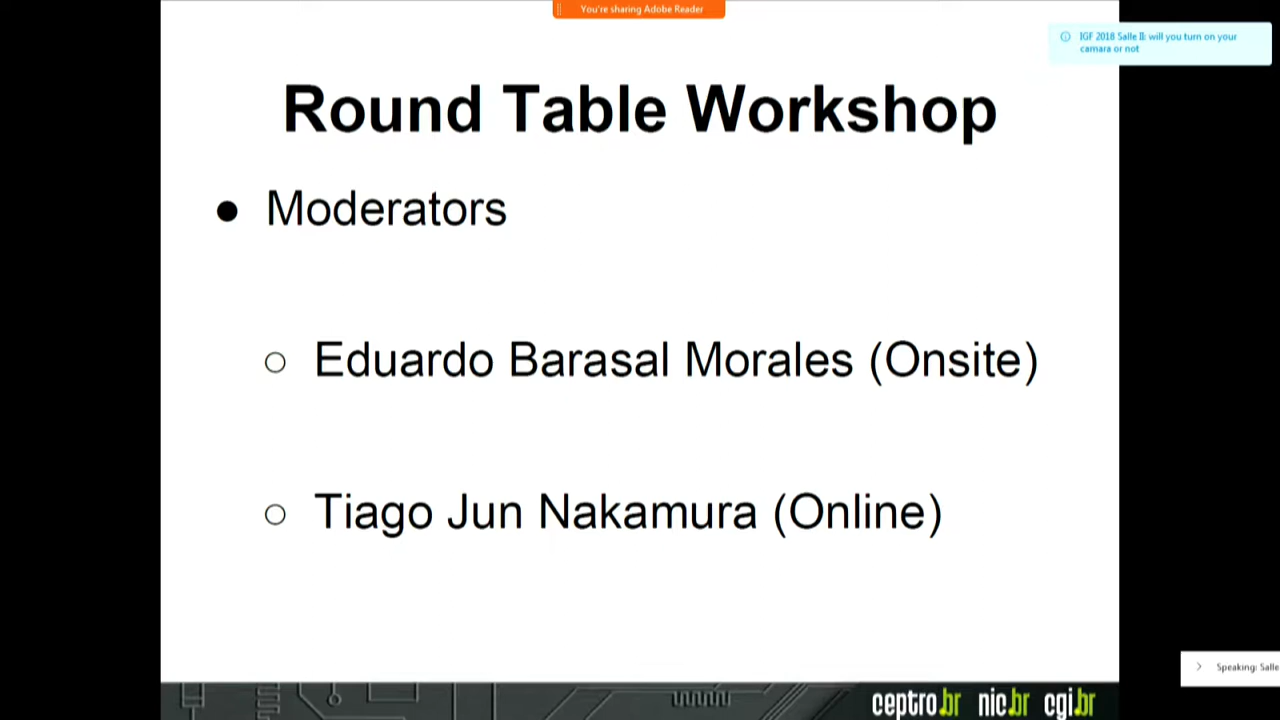 You're sharing Adobe Reader
IGF 2018 Salle II: will you turn on your
camara or not
Round Table Workshop
● Moderators
○ Eduardo Barasal Morales (Onsite)
○ Tiago Jun Nakamura (Online)
Speaking: Salle
ceptro.br nic.br cgi.br